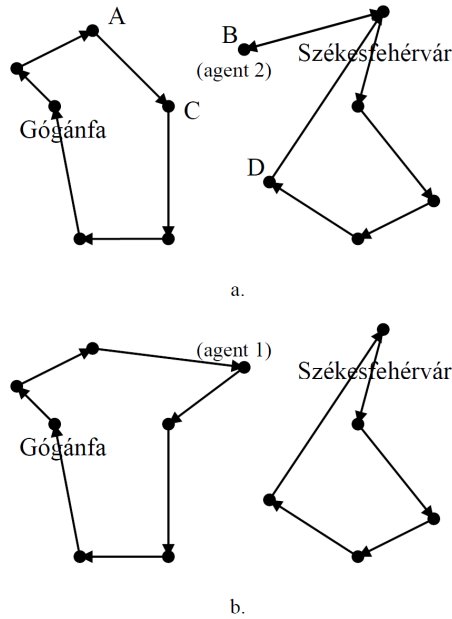 A
B
Székesfehérvár
(agent 2)
C
Gógánfa
D
a.
(agent 1)
Székesfehérvár
Gógánfa
b.